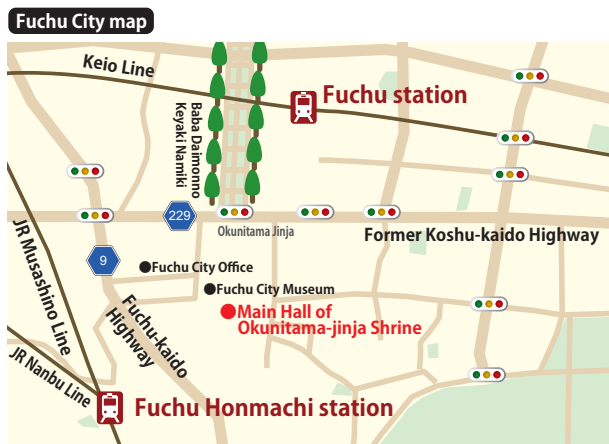 Fuchu City map
Keio Line
Fuchu station
Baba Daimonno
Keyaki Namiki
229
Okunitama Jinja
Former Koshu-kaido Highway
JR Musashino Line
9
Fuchu City Office
Fuchu City Museum
Main Hall of
Okunitama-jinja Shrine
Fuchu-kaido
Highway
JR Nanbu Line
Fuchu Honmachi station